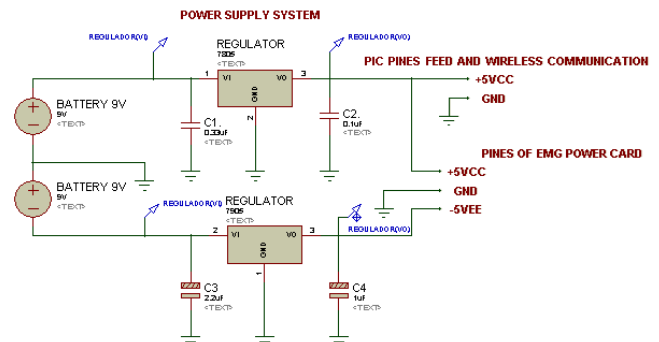 POWER SUPPLY SYSTEM
REGULADOR(VI)
REGULATOR
7805
<TEXT>
REGULADOR(VO)
PIC PINES FEED AND WIRELESS COMMUNICATION
+5VCC
GND
1
VI
VO
3
GND
2
BATTERY 9V
9V
<TEXT>
C1.
0.33uF
<TEXT>
C2.
0.1uF
<TEXT>
PINES OF EMG POWER CARD
+5VCC
GND
-5VEE
BATTERY 9V
9V
<TEXT>
REGULADOR(VI)
REGULATOR
7905
<TEXT>
REGULADOR(VO)
2
VI
VO
3
GND
1
C3
2.2uF
<TEXT>
C4
1uF
<TEXT>